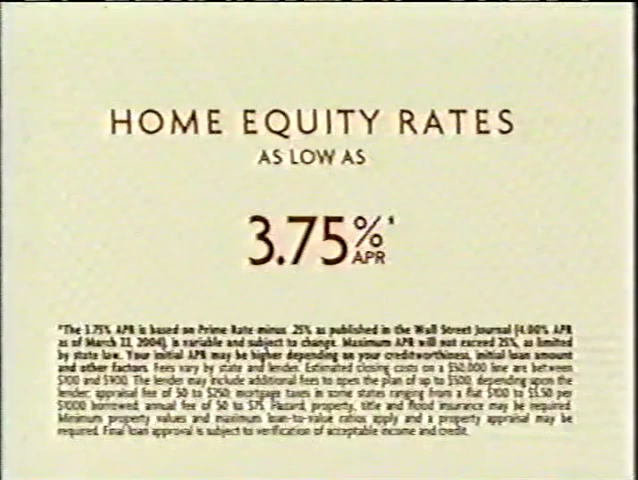 HOME EQUITY RATES
AS LOW AS
3.75%*
APR
*The 3.75% APR is based on Prime Rate minus .25% as published in the Wall Street Journal (4.00% APR
as of March 22, 2004), is variable and subject to change. Maximum APR will not exceed 25%, as limited
by state law. Your initial APR may be higher depending on your creditworthiness, initial loan amount
and other factors. Fees vary by state and lender. Estimated closing costs on a $50,000 line are between
$100 and $900. The lender may include additional fees to open the plan of up to $500, depending upon the
lender: appraisal fee of $0 to $250; mortgage taxes in some states ranging from a flat $100 to $3.50 per
$1000 borrowed; annual fee of $0 to $75. Hazard, property, title and flood insurance may be required.
Minimum property values and maximum loan-to-value ratios apply and a property appraisal may be
required. Final loan approval is subject to verification of acceptable income and credit.